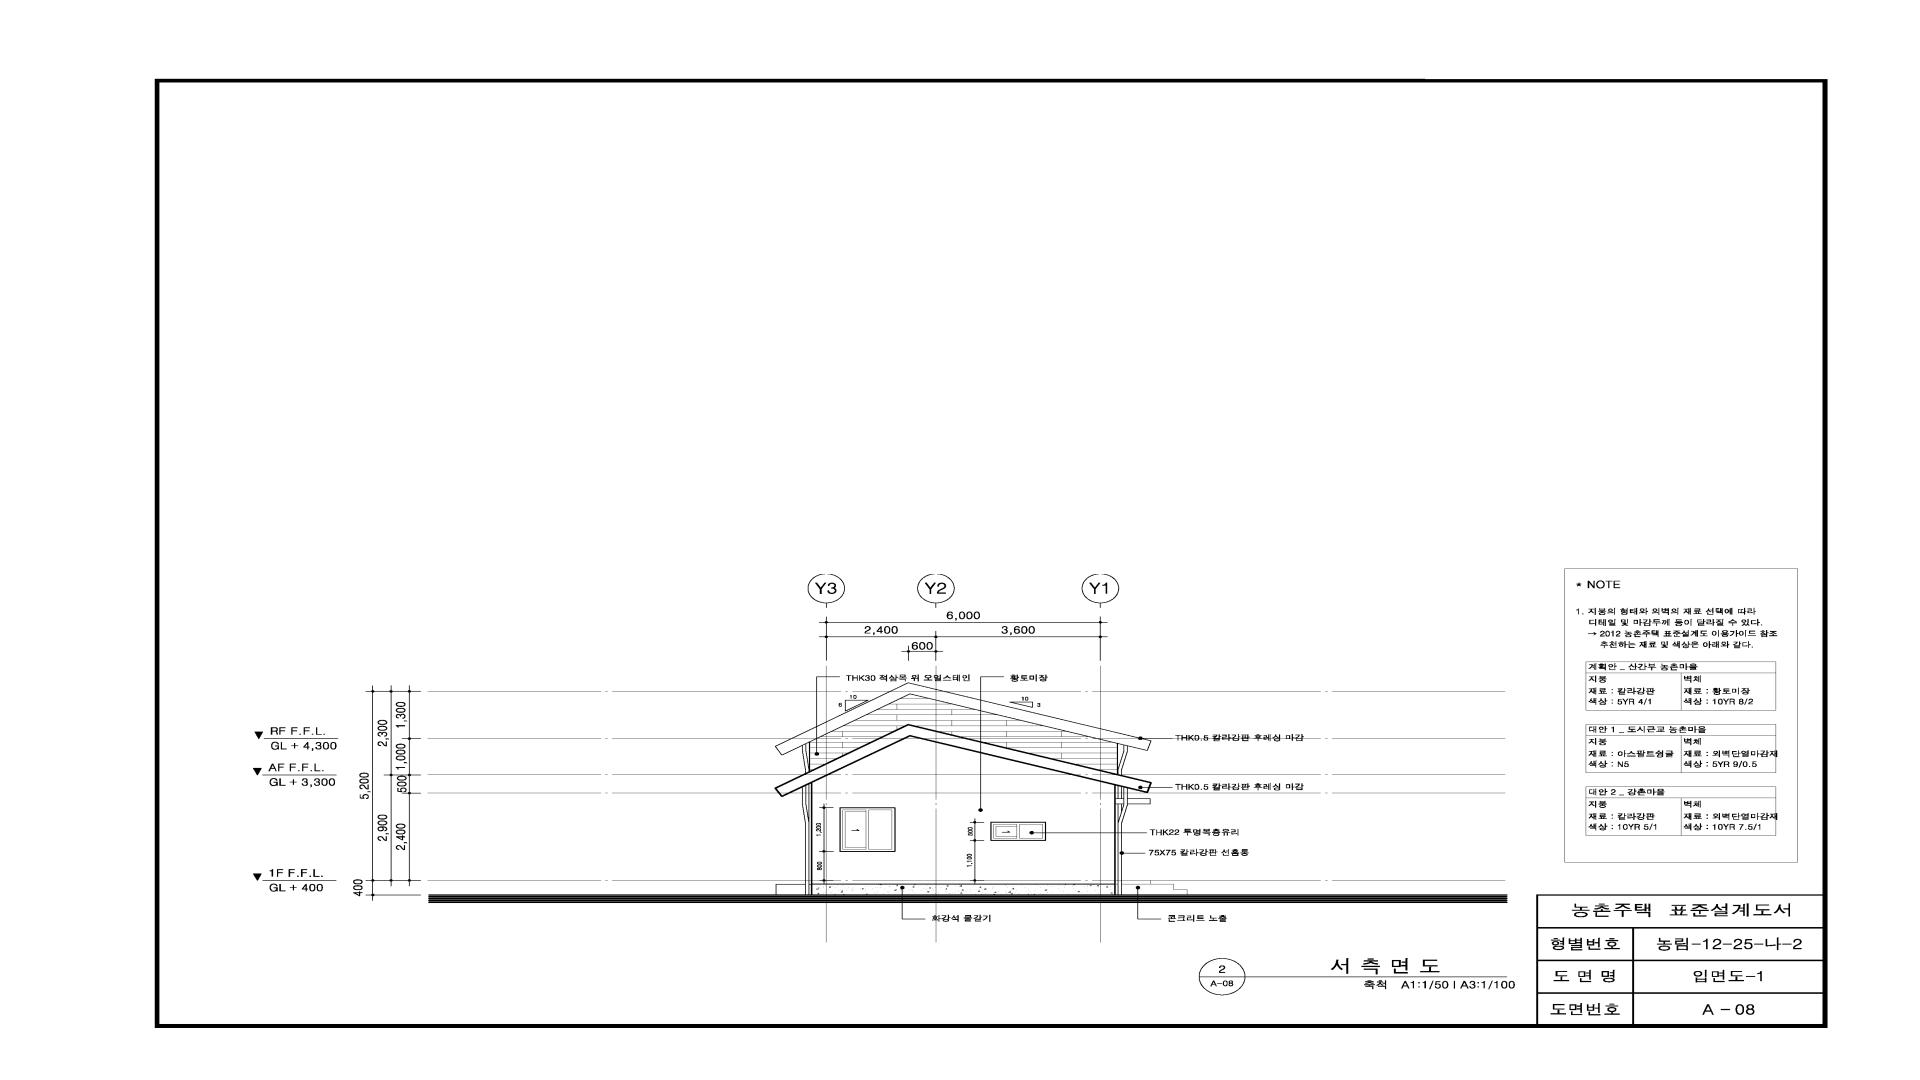 Y3
Y2
Y1
6,000
2,400
3,600
600
THK30 적삼목 위 오일스테인
황토미장
10
6
10
3
1,300
2,300
RF F.F.L.
GL + 4,300
1,000
AF F.F.L.
GL + 3,300
500
5,200
2,900
2,400
1F F.F.L.
GL + 400
400
THK0.5 칼라강판 후레싱 마감
THK0.5 칼라강판 후레싱 마감
1,200
500
THK22 투명복층유리
75X75 칼라강판 선홈통
1,100
화강석 물갈기
콘크리트 노출
2
A-08
서 측 면 도
축척 A1:1/50 | A3:1/100
* NOTE
1. 지붕의 형태와 외벽의 재료 선택에 따라
디테일 및 마감두께 등이 달라질 수 있다.
→ 2012 농촌주택 표준설계도 이용가이드 참조
추천하는 재료 및 색상은 아래와 같다.
계획안 _ 산간부 농촌마을
지붕 벽체
재료 : 칼라강판 재료 : 황토미장
색상 : 5YR 4/1 색상 : 10YR 8/2
대안 1 _ 도시근교 농촌마을
지붕 벽체
재료 : 아스팔트슁글 재료 : 외벽단열마감재
색상 : N5 색상 : 5YR 9/0.5
대안 2 _ 강촌마을
지붕 벽체
재료 : 칼라강판 재료 : 외벽단열마감재
색상 : 10YR 5/1 색상 : 10YR 7.5/1
농촌주택 표준설계도서
형별번호 농림-12-25-나-2
도 면 명 입면도-1
도면번호 A - 08